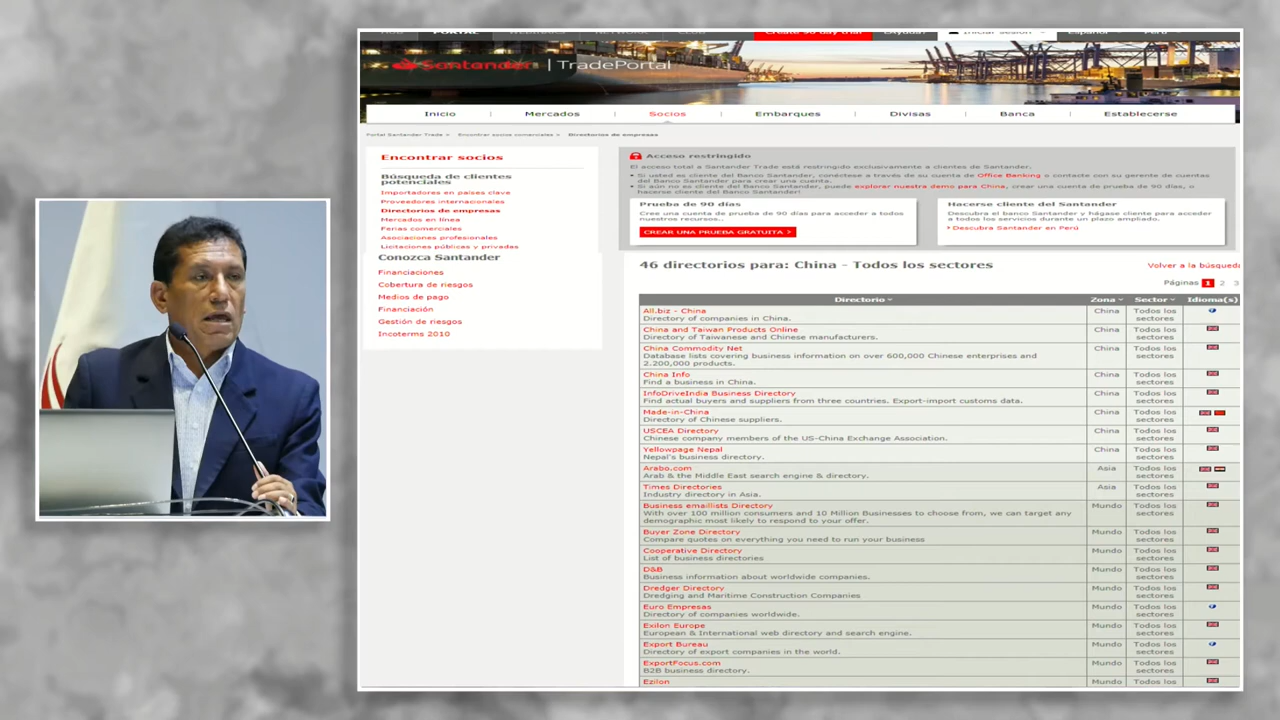 PORTAL
Create 90 day trial
Santander | TradePortal
Inicio
Mercados
Socios
Embarques
Divisas
Banca
Establecerse
Portal Santander Trade » Encontrar socios comerciales » Directorios de empresas
Encontrar socios
Búsqueda de clientes
potenciales
Importadores en países clave
Proveedores internacionales
Directorios de empresas
Mercados en línea
Ferias comerciales
Asociaciones profesionales
Licitaciones públicas y privadas
Conozca Santander
Financiaciones
Cobertura de riesgos
Medios de pago
Financiación
Gestión de riesgos
Incoterms 2010
Acceso restringido
El acceso total a Santander Trade está restringido exclusivamente a clientes de Santander.
• Si usted es cliente del Banco Santander, conéctese a través de su cuenta de Office Banking o contacte con su gerente de cuentas
del Banco Santander para crear una cuenta.
• Si aún no es cliente del Banco Santander, puede explorar nuestra demo para China, crear una cuenta de prueba de 90 días, o
hacerse cliente del Banco Santander!
Prueba de 90 días
Cree una cuenta de prueba de 90 días para acceder a todos
nuestros recursos..
CREAR UNA PRUEBA GRATUITA >
Hacerse cliente del Santander
Descubra el banco Santander y hágase cliente para acceder
a todos los servicios durante un plazo ampliado.
Descubra Santander en Perú
46 directorios para: China - Todos los sectores
Volver a la búsqueda
Páginas 1 2 3
Directorio Zona Sector Idioma(s)
All.biz - China China Todos los
Directory of companies in China. sectores
China and Taiwan Products Online China Todos los
Directory of Taiwanese and Chinese manufacturers. sectores
China Commodity Net China Todos los
Database lists covering business information on over 600,000 Chinese enterprises and sectores
2.200,000 products.
China Info China Todos los
Find a business in China. sectores
InfoDriveIndia Business Directory China Todos los
Find actual buyers and suppliers from three countries. Export-import customs data. sectores
Made-in-China China Todos los
Directory of Chinese suppliers. sectores
USCEA Directory China Todos los
Chinese company members of the US-China Exchange Association. sectores
Yellowpage Nepal China Todos los
Nepal's business directory. sectores
Arabo.com Asia Todos los
Arab & the Middle East search engine & directory. sectores
Times Directories Asia Todos los
Industry directory in Asia. sectores
Business emaillists Directory Mundo Todos los
With over 100 million consumers and 10 Million Businesses to choose from, we can target any sectores
demographic most likely to respond to your offer.
Buyer Zone Directory Mundo Todos los
Compare quotes on everything you need to run your business sectores
Cooperative Directory Mundo Todos los
List of business directories sectores
D&B Mundo Todos los
Business information about worldwide companies. sectores
Dredger Directory Mundo Todos los
Dredging and Maritime Construction Companies sectores
Euro Empresas Mundo Todos los
Directory of companies worldwide. sectores
Exilon Europe Mundo Todos los
European & International web directory and search engine. sectores
Export Bureau Mundo Todos los
Directory of export companies in the world. sectores
ExportFocus.com Mundo Todos los
B2B business directory. sectores
Ezilon Mundo Todos los